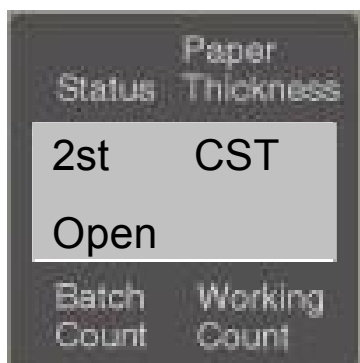 Paper
Status Thickness
2st CST
Open
Batch Working
Count Count